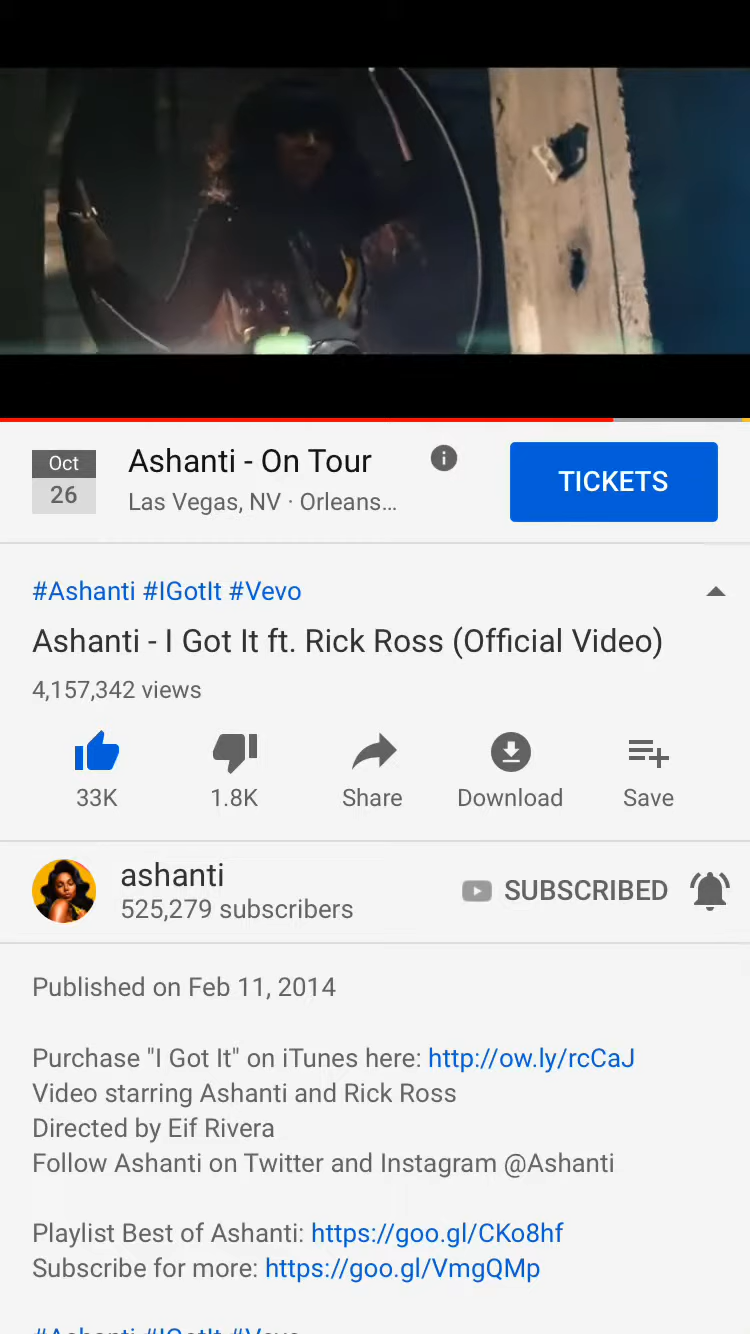 Oct
26
Ashanti - On Tour
Las Vegas, NV · Orleans...
TICKETS
#Ashanti #IGotIt #Vevo
Ashanti - I Got It ft. Rick Ross (Official Video)
4,157,342 views
33K
1.8K
Share
Download
Save
ashanti
525,279 subscribers
SUBSCRIBED
Published on Feb 11, 2014
Purchase "I Got It" on iTunes here: http://ow.ly/rcCaJ
Video starring Ashanti and Rick Ross
Directed by Eif Rivera
Follow Ashanti on Twitter and Instagram @Ashanti
Playlist Best of Ashanti: https://goo.gl/CKo8hf
Subscribe for more: https://goo.gl/VmgQMp
#Ashanti #IGotIt #Vevo